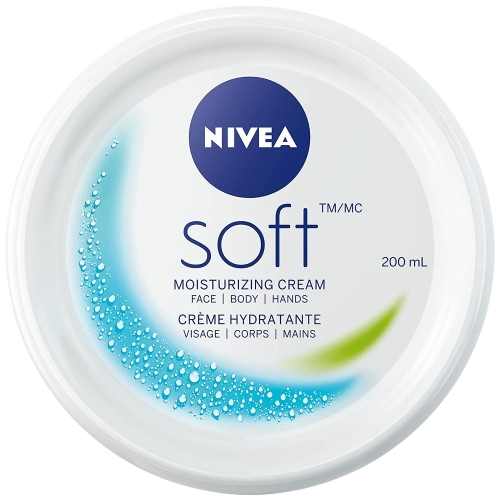 NIVEA
soft TM/MC
200 mL
MOISTURIZING CREAM
FACE | BODY | HANDS
CRÈME HYDRATANTE
VISAGE | CORPS | MAINS